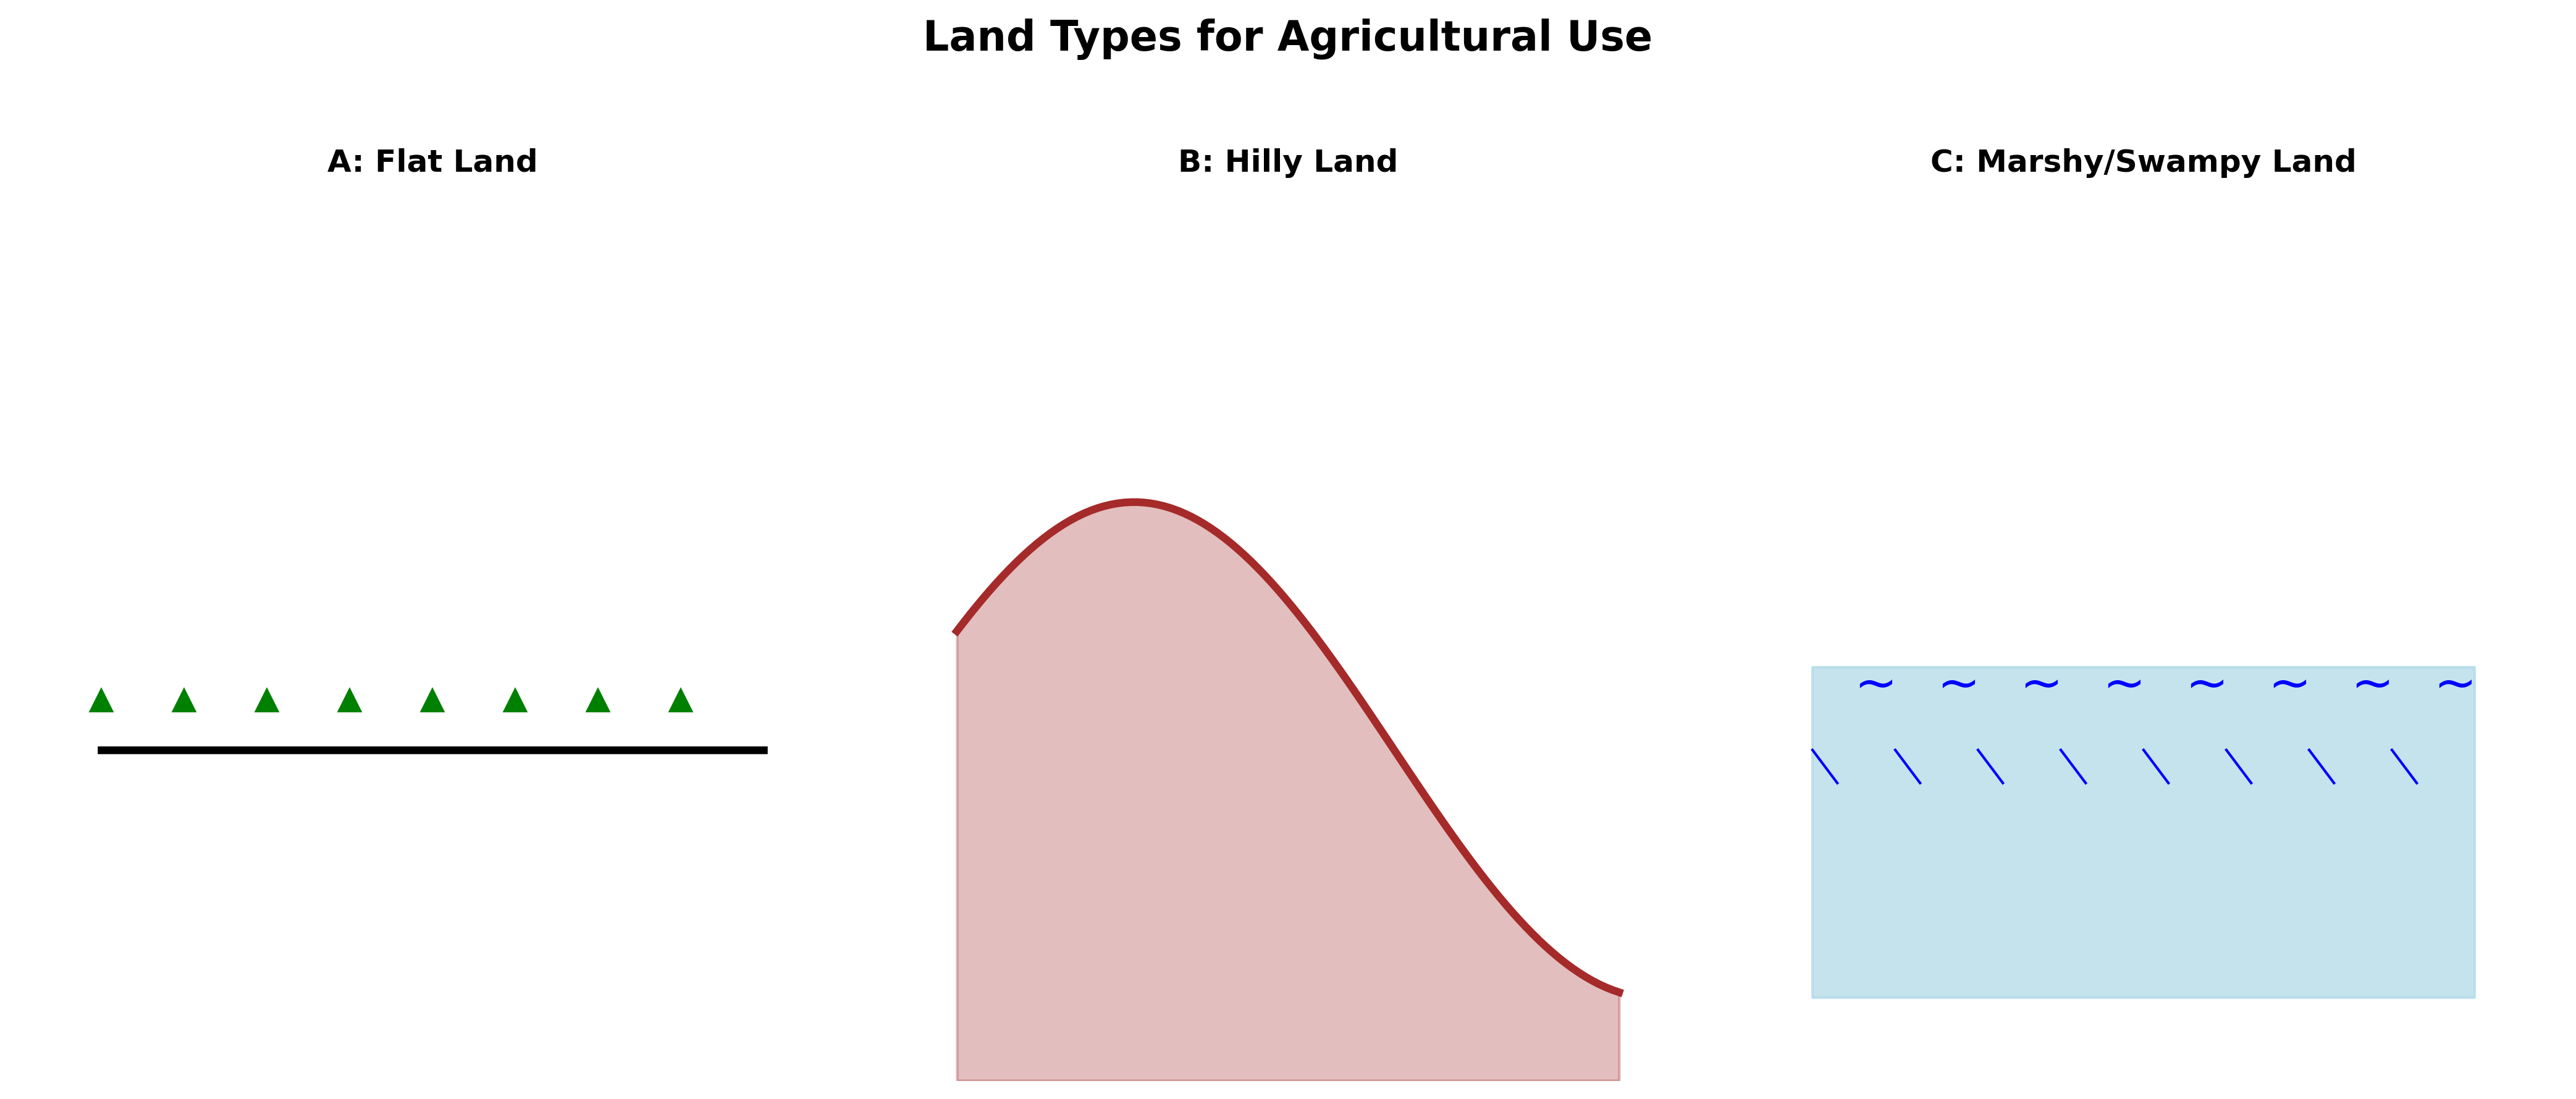 Land Types for Agricultural Use
A: Flat Land
B: Hilly Land
C: Marshy/Swampy Land